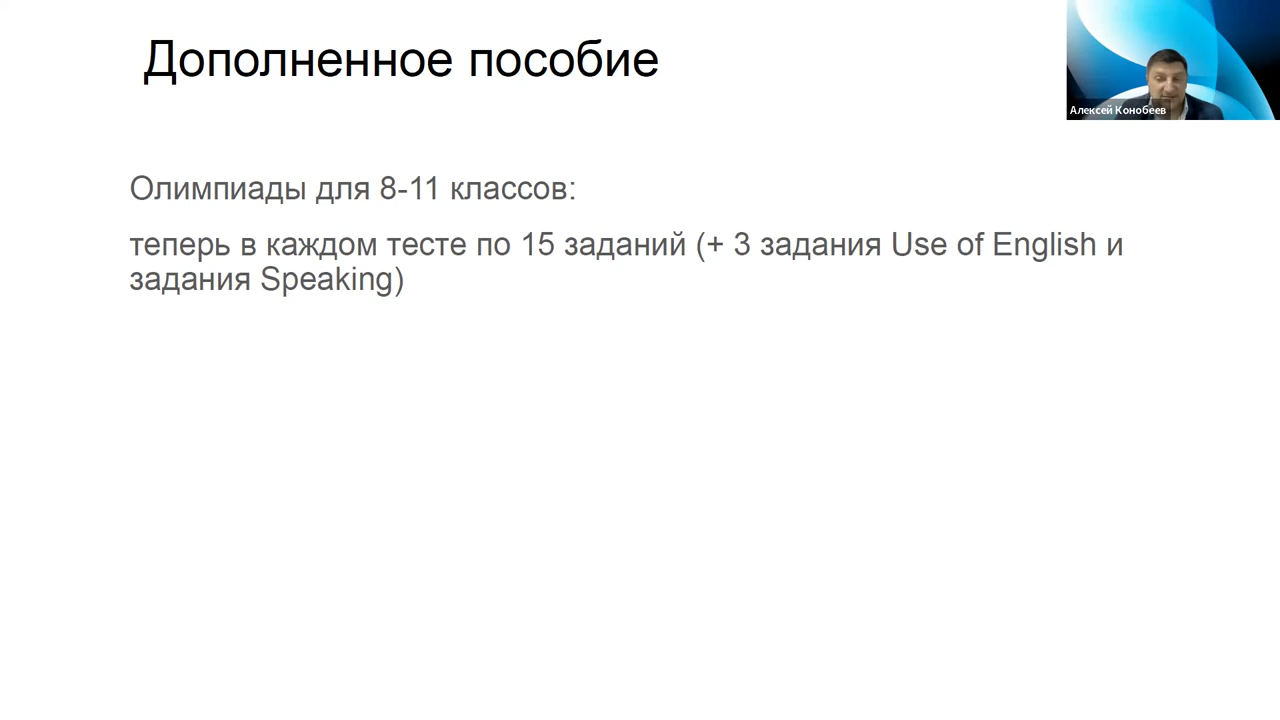 Дополненное пособие
Алексей Конобеев
Олимпиады для 8-11 классов:
теперь в каждом тесте по 15 заданий (+ 3 задания Use of English и
задания Speaking)